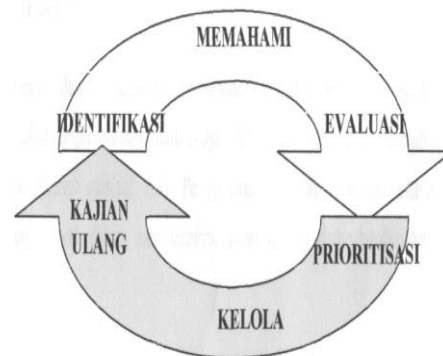 MEMAHAMI
IDENTIFIKASI
EVALUASI
KAJIAN
ULANG
PRIORITISASI
KELOLA